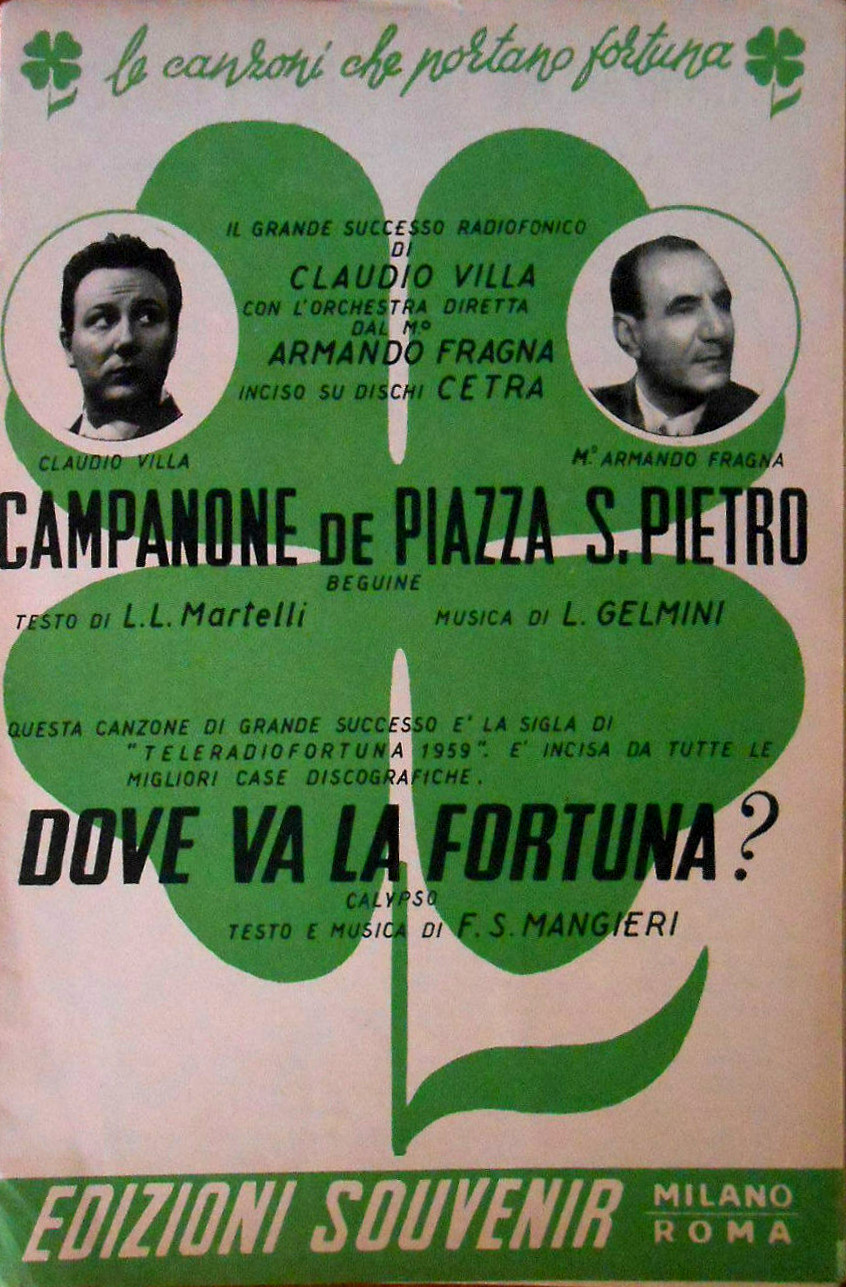 le canzoni che portano fortuna
IL GRANDE SUCCESSO RADIOFONICO
DI
CLAUDIO VILLA
CON L'ORCHESTRA DIRETTA
DAL Mº
ARMANDO FRAGNA
INCISO SU DISCHI CETRA
CLAUDIO VILLA
Mº ARMANDO FRAGNA
CAMPANONE DE PIAZZA S. PIETRO
BEGUINE
TESTO DI L.L. Martelli MUSICA DI L. GELMINI
QUESTA CANZONE DI GRANDE SUCCESSO E' LA SIGLA DI
"TELERADIOFORTUNA 1959". E' INCISA DA TUTTE LE
MIGLIORI CASE DISCOGRAFICHE.
DOVE VA LA FORTUNA?
CALYPSO
TESTO E MUSICA DI F. S. MANGIERI
EDIZIONI SOUVENIR MILANO
ROMA